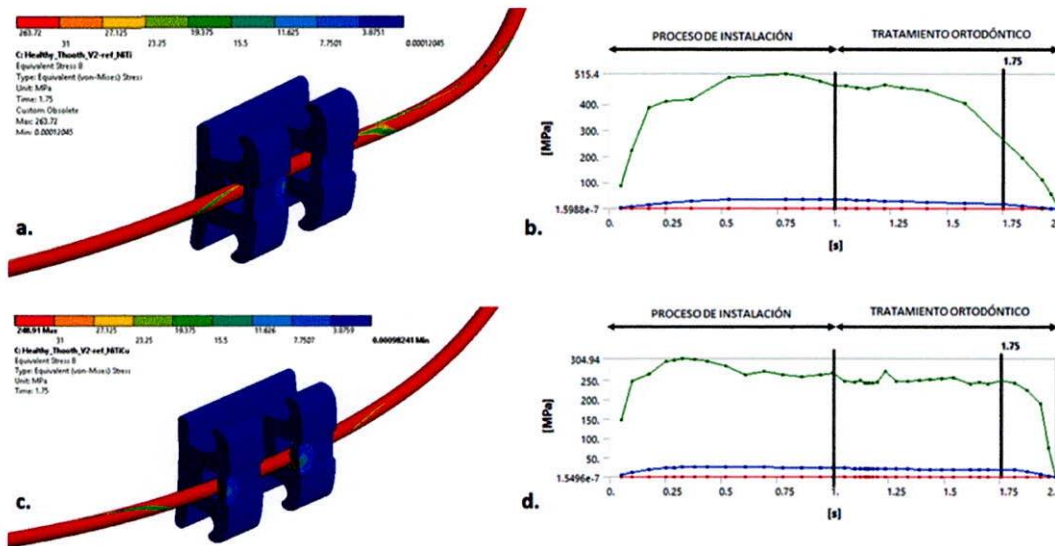 263.72
27.125
19.375
11.625
3.8751
31
23.25
15.5
7.7501
0.00012045
C: Healthy_Thooth_V2-ref_NiTi
Equivalent Stress 8
Type: Equivalent (von-Mises) Stress
Unit: MPa
Time: 1.75
Custom Obsolete
Max: 263.72
Min: 0.00012045
a.
PROCESO DE INSTALACIÓN
TRATAMIENTO ORTODÓNTICO
1.75
515.4
400.
300.
200.
100.
1.5988e-7
[MPa]
0.
0.25
0.5
0.75
1.
1.25
1.5
1.75
2.
[s]
b.
248.91 Max
27.125
19.375
11.626
3.8759
31
23.25
15.5
7.7507
0.00098241 Min
C: Healthy_Thooth_V2-ref_NiTiCu
Equivalent Stress 8
Type: Equivalent (von-Mises) Stress
Unit: MPa
Time: 1.75
c.
PROCESO DE INSTALACIÓN
TRATAMIENTO ORTODÓNTICO
1.75
304.94
250.
200.
150.
100.
50.
1.5496e-7
[MPa]
0.
0.25
0.5
0.75
1.
1.25
1.5
1.75
2.
[s]
d.